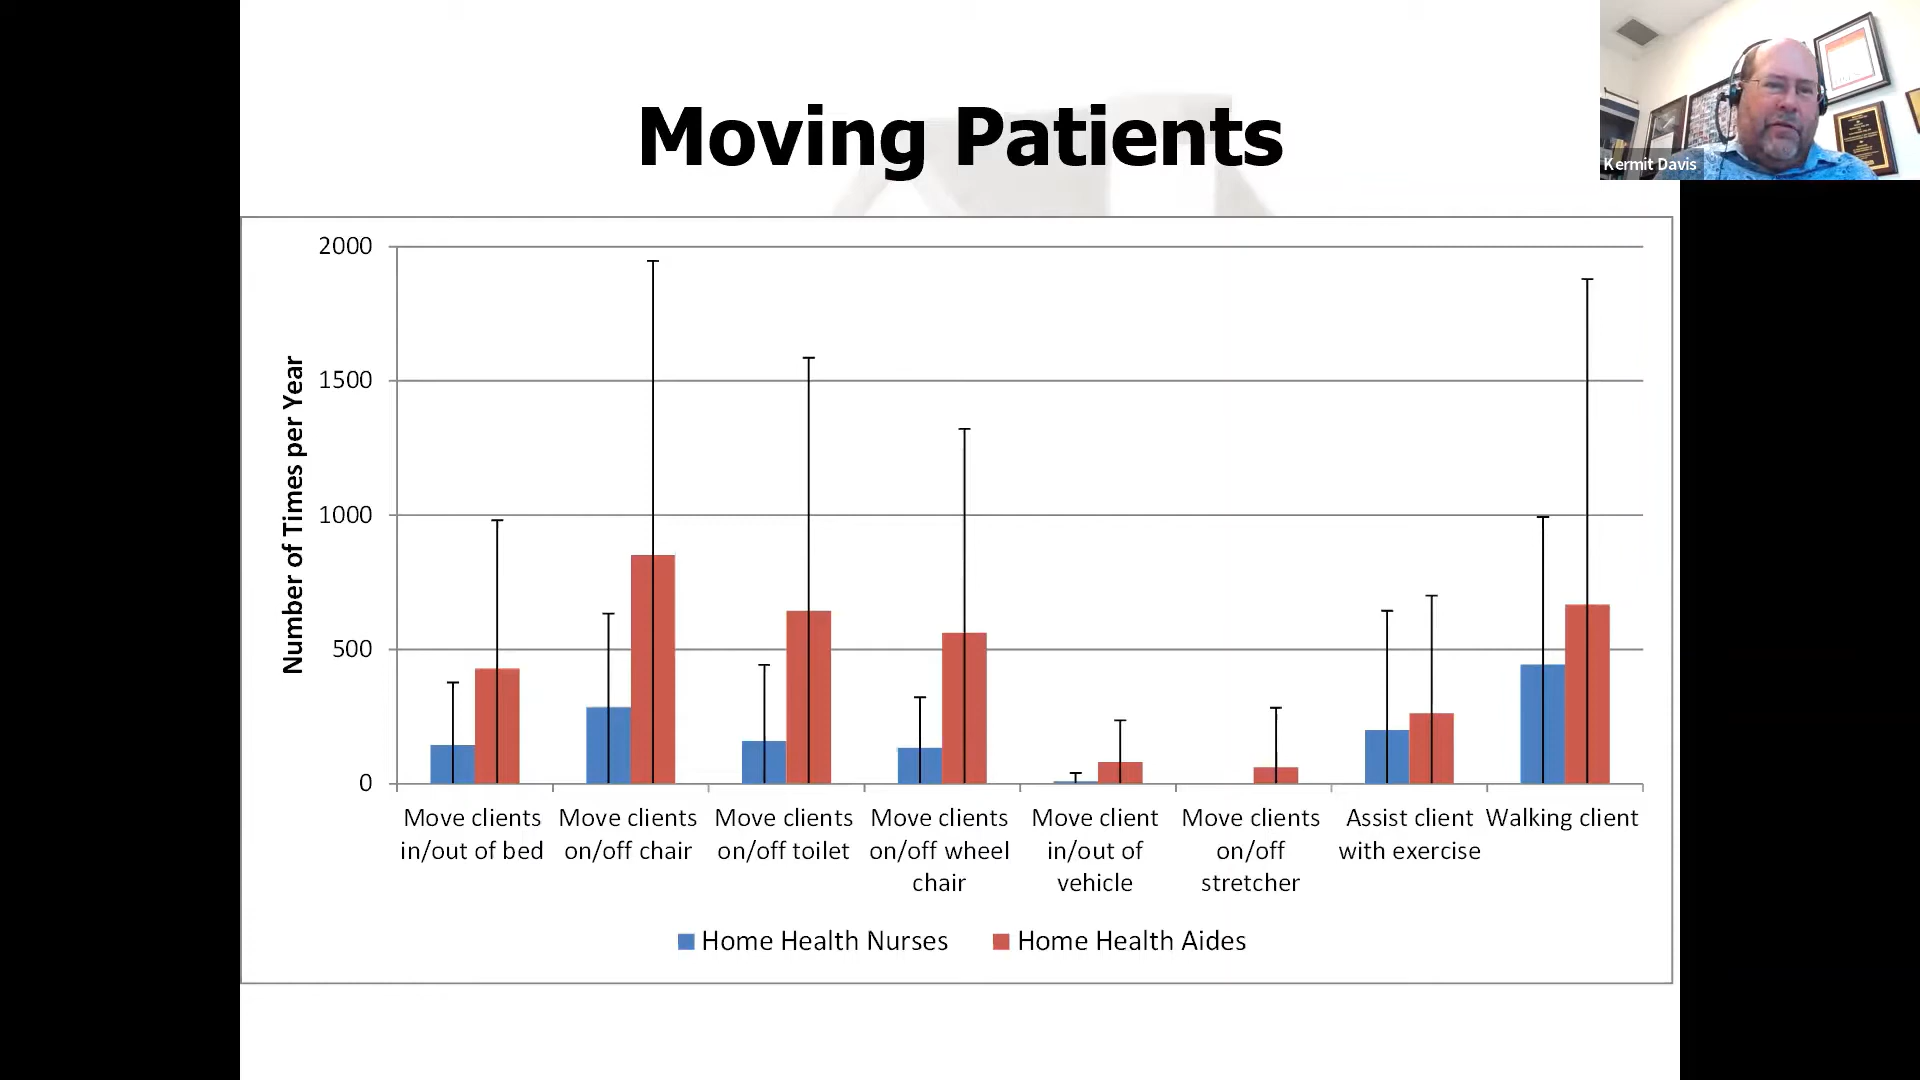 Moving Patients
Kermit Davis
Number of Times per Year
2000
1500
1000
500
0
Move clients in/out of bed
Move clients on/off chair
Move clients on/off toilet
Move clients on/off wheel chair
Move client in/out of vehicle
Move clients on/off stretcher
Assist client with exercise
Walking client
Home Health Nurses
Home Health Aides